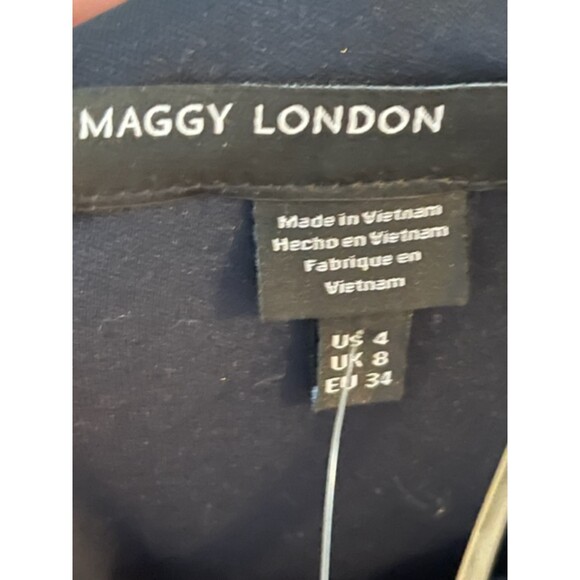 MAGGY LONDON
Made in Vietnam
Hecho en Vietnam
Fabrique en
Vietnam
US 4
UK 8
EU 34